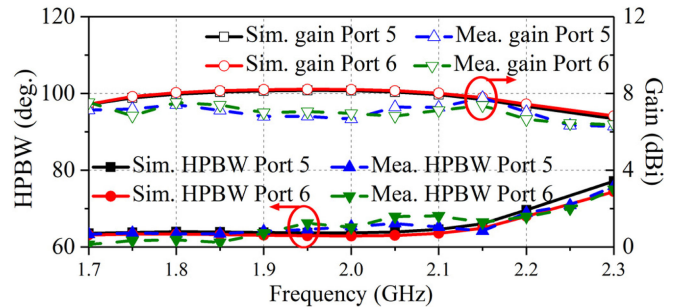 120
100
80
60
HPBW (deg.)
12
8
4
0
Gain (dBi)
Sim. gain Port 5
Mea. gain Port 5
Sim. gain Port 6
Mea. gain Port 6
Sim. HPBW Port 5
Mea. HPBW Port 5
Sim. HPBW Port 6
Mea. HPBW Port 6
1.7 1.8 1.9 2.0 2.1 2.2 2.3
Frequency (GHz)